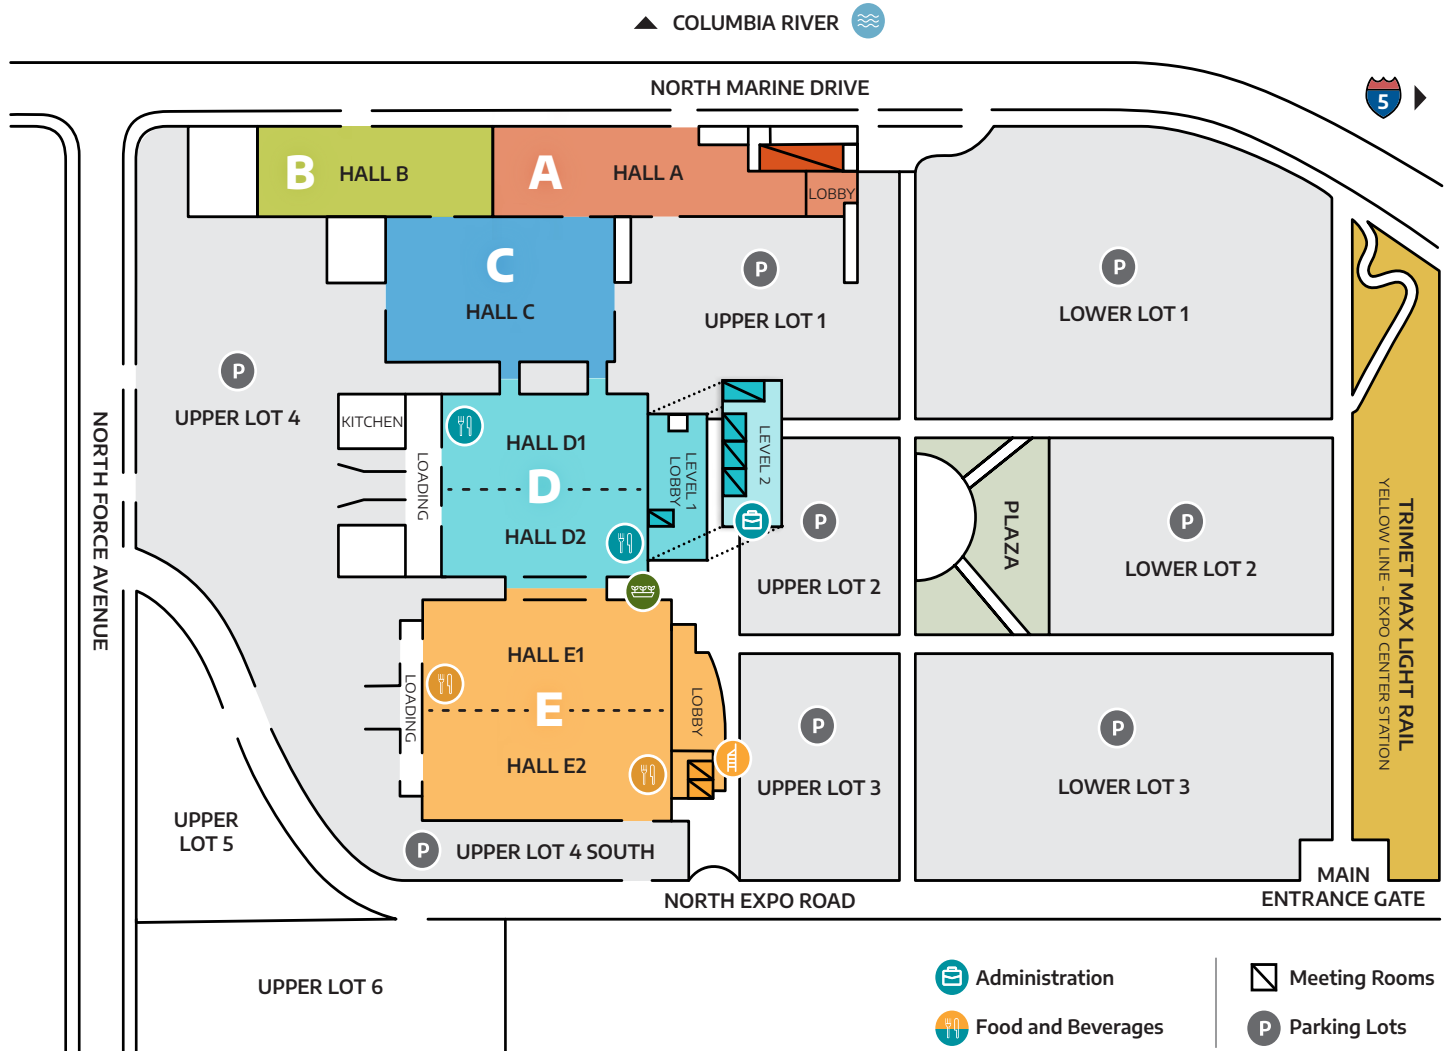 COLUMBIA RIVER
NORTH MARINE DRIVE
5
B
HALL B
A
HALL A
LOBBY
C
HALL C
P
UPPER LOT 1
P
LOWER LOT 1
P
UPPER LOT 4
NORTH FORCE AVENUE
KITCHEN
LOADING
HALL D1
D
HALL D2
LEVEL 1
LOBBY
LEVEL 2
P
UPPER LOT 2
PLAZA
P
LOWER LOT 2
TRIMET MAX LIGHT RAIL
YELLOW LINE - EXPO CENTER STATION
LOADING
HALL E1
E
HALL E2
LOBBY
P
UPPER LOT 3
P
LOWER LOT 3
UPPER
LOT 5
P
UPPER LOT 4 SOUTH
MAIN
ENTRANCE GATE
NORTH EXPO ROAD
UPPER LOT 6
Administration
Food and Beverages
Meeting Rooms
P
Parking Lots